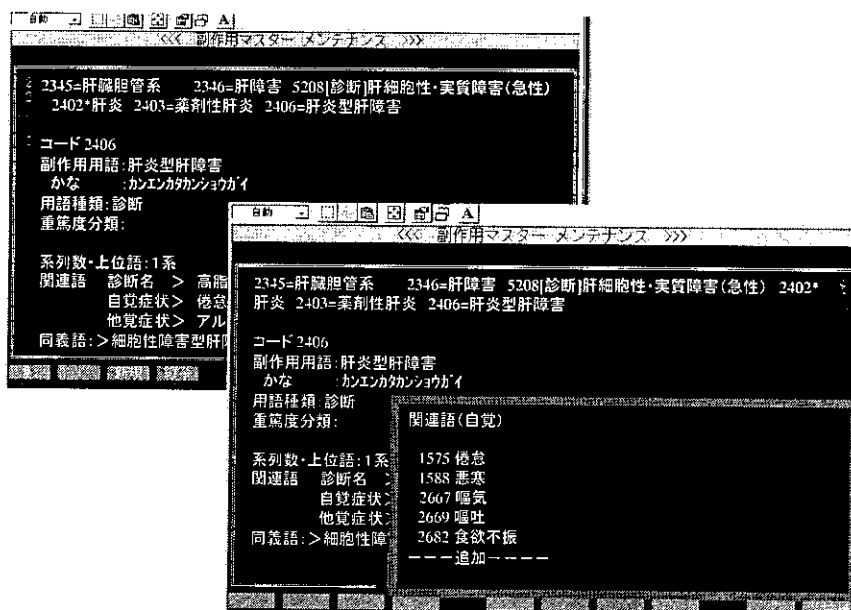 自動 A
<<< 副作用マスター メンテナンス >>>
2345=肝臓胆管系 2346=肝障害 5208[診断]肝細胞性・実質障害(急性)
2402*肝炎 2403=薬剤性肝炎 2406=肝炎型肝障害
コード 2406
副作用用語:肝炎型肝障害
かな :カンエンカタカンショウガイ
用語種類:診断
重篤度分類:
系列数・上位語:1系
関連語 診断名 > 高脂
自覚症状> 倦怠
他覚症状> アル
同義語:>細胞性障害型肝
自動 A
<<< 副作用マスター メンテナンス >>>
2345=肝臓胆管系 2346=肝障害 5208[診断]肝細胞性・実質障害(急性) 2402*
肝炎 2403=薬剤性肝炎 2406=肝炎型肝障害
コード 2406
副作用用語:肝炎型肝障害
かな :カンエンカタカンショウガイ
用語種類:診断
重篤度分類:
系列数・上位語:1系
関連語 診断名 >
自覚症状>
他覚症状>
同義語:>細胞性障
関連語(自覚)
1575 倦怠
1588 悪寒
2667 嘔気
2669 嘔吐
2682 食欲不振
ーーー追加ーーーー